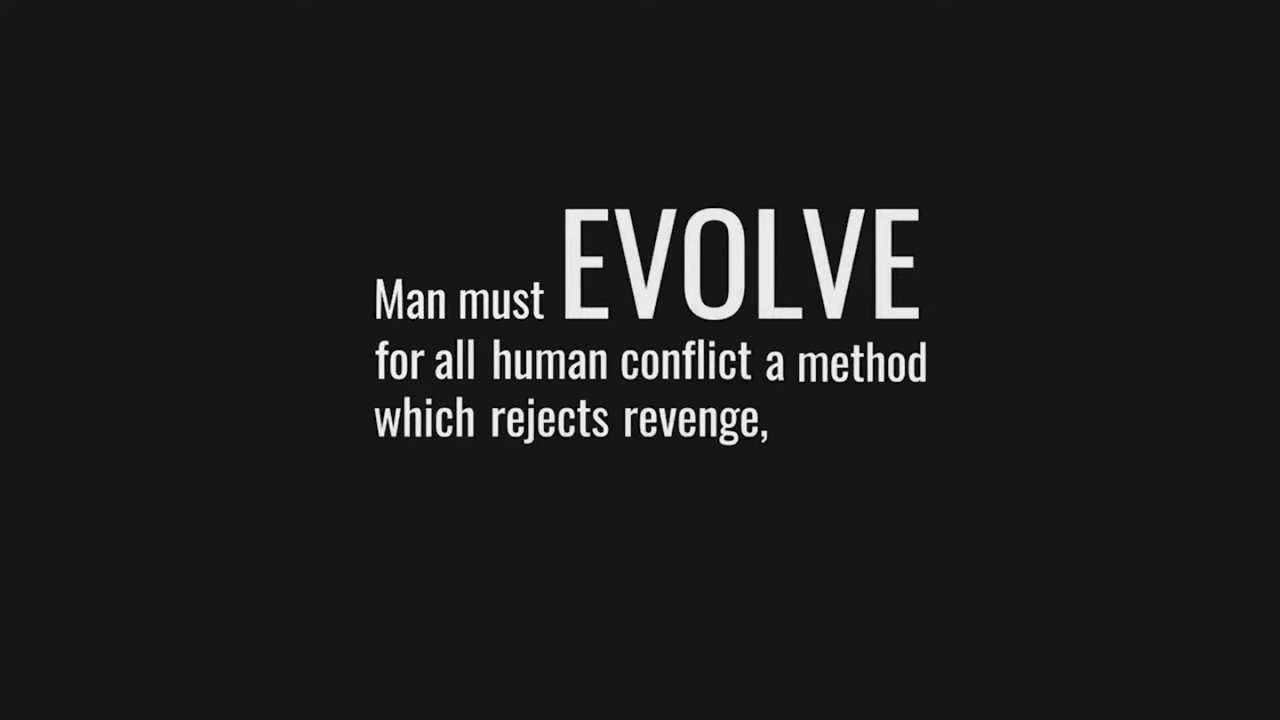 Man must EVOLVE
for all human conflict a method
which rejects revenge,